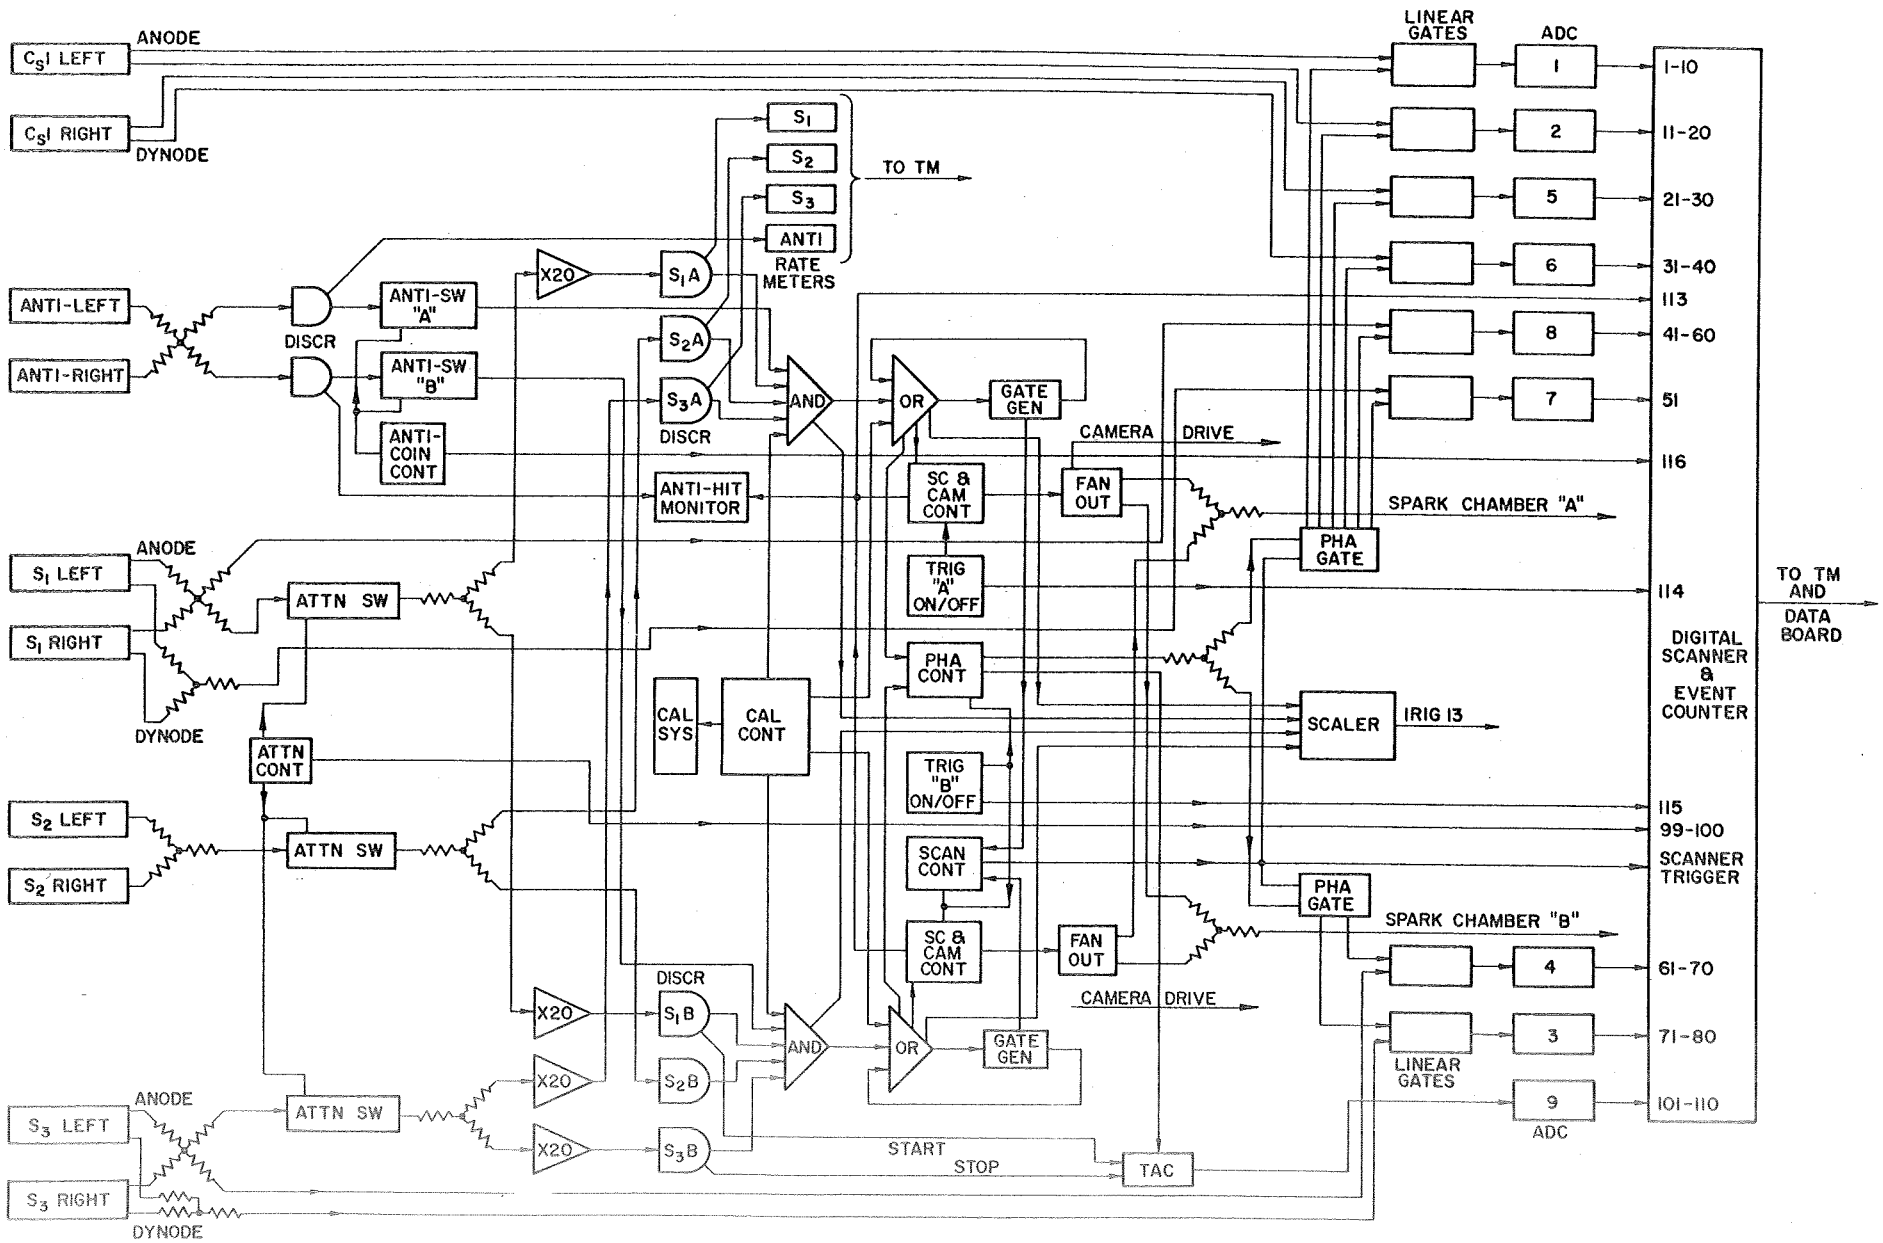 ANODE
C_S I LEFT
C_S I RIGHT
DYNODE
LINEAR
GATES
ADC
1
1-10
2
11-20
5
21-30
6
31-40
113
8
41-60
7
51
116
S1
S2
S3
ANTI
RATE
METERS
TO TM
ANTI-LEFT
ANTI-RIGHT
DISCR
ANTI-SW
"A"
ANTI-SW
"B"
ANTI-
COIN
CONT
X20
S1A
S2A
S3A
DISCR
AND
OR
GATE
GEN
ANTI-HIT
MONITOR
SC &
CAM
CONT
FAN
OUT
CAMERA DRIVE
SPARK CHAMBER "A"
PHA
GATE
TRIG
"A"
ON/OFF
114
ANODE
S1 LEFT
S1 RIGHT
DYNODE
ATTN SW
ATTN
CONT
CAL
SYS
CAL
CONT
PHA
CONT
TRIG
"B"
ON/OFF
SCALER
IRIG 13
DIGITAL
SCANNER
&
EVENT
COUNTER
TO TM
AND
DATA
BOARD
115
99-100
SCANNER
TRIGGER
S2 LEFT
S2 RIGHT
ATTN SW
SCAN
CONT
PHA
GATE
SPARK CHAMBER "B"
SC &
CAM
CONT
FAN
OUT
CAMERA DRIVE
4
61-70
3
71-80
LINEAR
GATES
9
101-110
ADC
DISCR
X20
S1B
X20
S2B
X20
S3B
AND
OR
GATE
GEN
START
STOP
TAC
ANODE
S3 LEFT
S3 RIGHT
DYNODE
ATTN SW